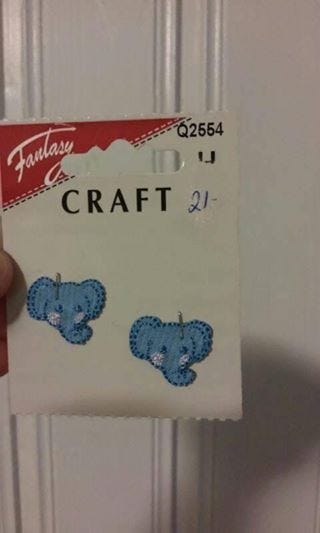 Fantasy
Q2554
CRAFT 21-